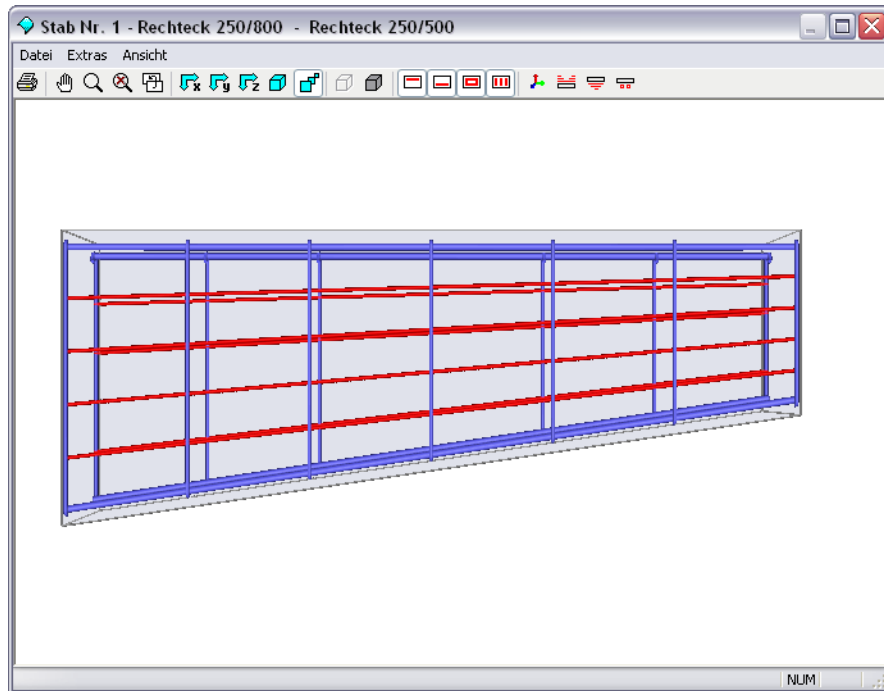 Stab Nr. 1 - Rechteck 250/800 - Rechteck 250/500
Datei Extras Ansicht
x y z
NUM